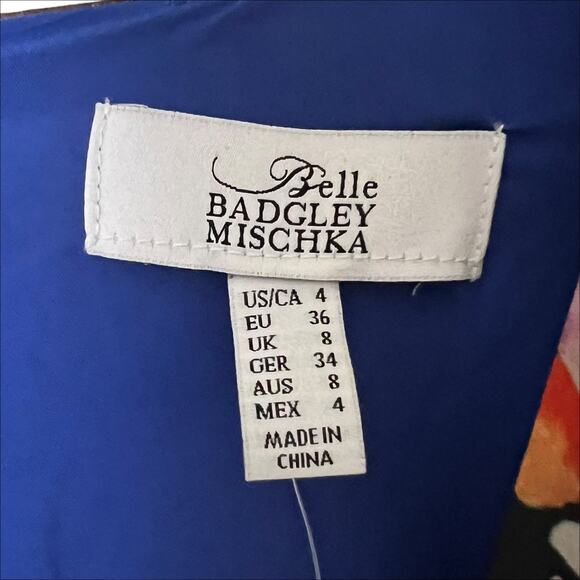 Belle
BADGLEY
MISCHKA
US/CA 4
EU 36
UK 8
GER 34
AUS 8
MEX 4
MADE IN
CHINA